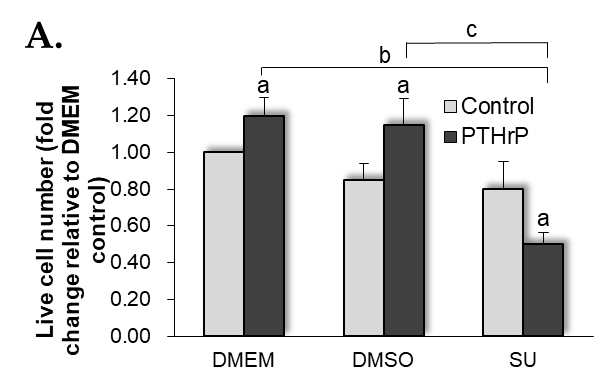 A.
c
b
1.40
1.20
1.00
0.80
0.60
0.40
0.20
0.00
Live cell number (fold
change relative to DMEM
control)
a
a
a
Control
PTHrP
DMEM
DMSO
SU